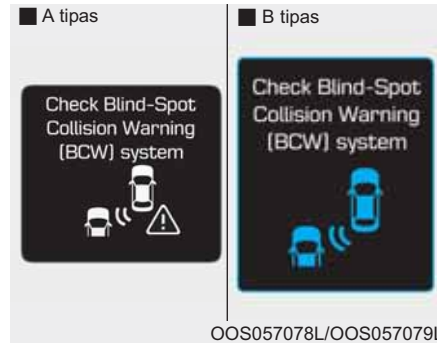 ■ A tipas
■ B tipas
Check Blind-Spot
Collision Warning
(BCW) system
Check Blind-Spot
Collision Warning
(BCW) system
OOS057078L/OOS057079L